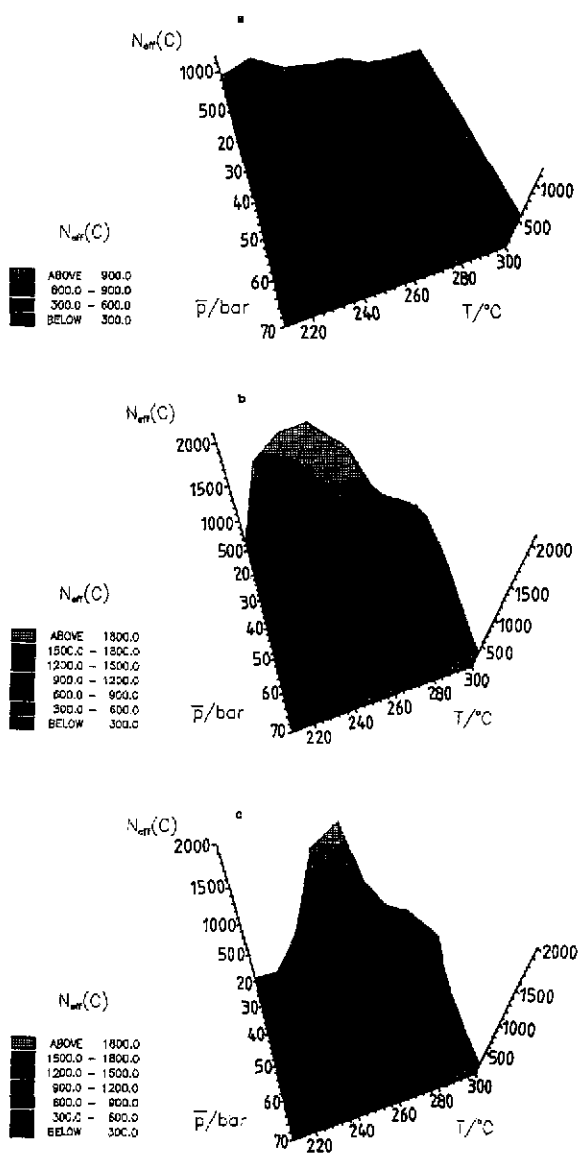 a
N_eff(C)
1000
500
20
30
40
50
60
70
p̅/bar
220
240
260
280
300
T/°C
500
1000
N_eff(C)
ABOVE 900.0
600.0 – 900.0
300.0 – 600.0
BELOW 300.0
b
N_eff(C)
2000
1500
1000
500
20
30
40
50
60
70
p̅/bar
220
240
260
280
300
T/°C
500
1000
1500
2000
N_eff(C)
ABOVE 1800.0
1500.0 – 1800.0
1200.0 – 1500.0
900.0 – 1200.0
600.0 – 900.0
300.0 – 600.0
BELOW 300.0
c
N_eff(C)
2000
1500
1000
500
20
30
40
50
60
70
p̅/bar
220
240
260
280
300
T/°C
500
1000
1500
2000
N_eff(C)
ABOVE 1800.0
1500.0 – 1800.0
1200.0 – 1500.0
900.0 – 1200.0
600.0 – 900.0
300.0 – 600.0
BELOW 300.0